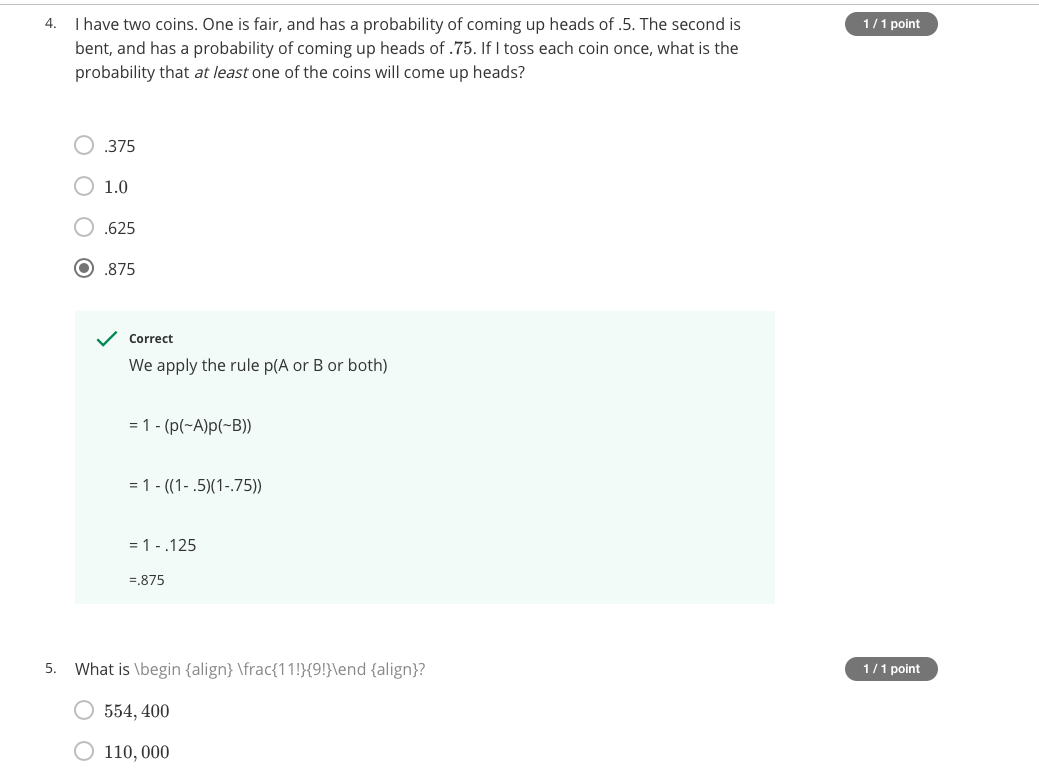 4. I have two coins. One is fair, and has a probability of coming up heads of .5. The second is
1 / 1 point
bent, and has a probability of coming up heads of .75. If I toss each coin once, what is the
probability that at least one of the coins will come up heads?
.375
1.0
.625
.875
Correct
We apply the rule p(A or B or both)
= 1 - (p(~A)p(~B))
= 1 - ((1- .5)(1-.75))
= 1 - .125
=.875
5. What is \begin {align} \frac{11!}{9!}\end {align}?
1 / 1 point
554, 400
110, 000